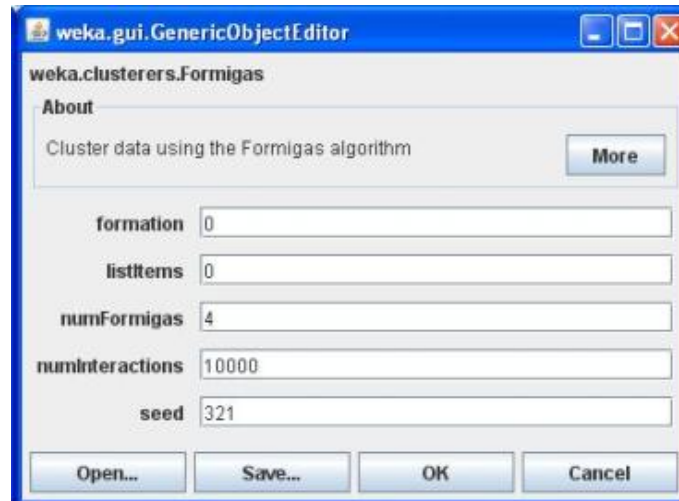 weka.gui.GenericObjectEditor
weka.clusterers.Formigas
About
Cluster data using the Formigas algorithm
More
formation 0
listItems 0
numFormigas 4
numInteractions 10000
seed 321
Open... Save... OK Cancel